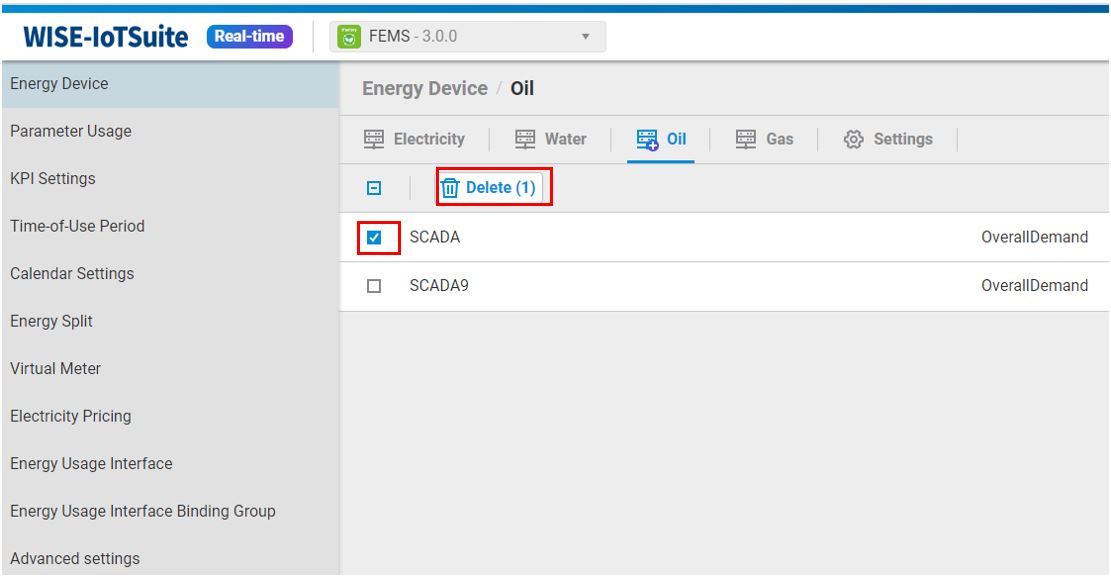 WISE-IoTSuite Real-time FEMS - 3.0.0
Energy Device
Parameter Usage
KPI Settings
Time-of-Use Period
Calendar Settings
Energy Split
Virtual Meter
Electricity Pricing
Energy Usage Interface
Energy Usage Interface Binding Group
Advanced settings
Energy Device / Oil
Electricity Water Oil Gas Settings
Delete (1)
SCADA OverallDemand
SCADA9 OverallDemand